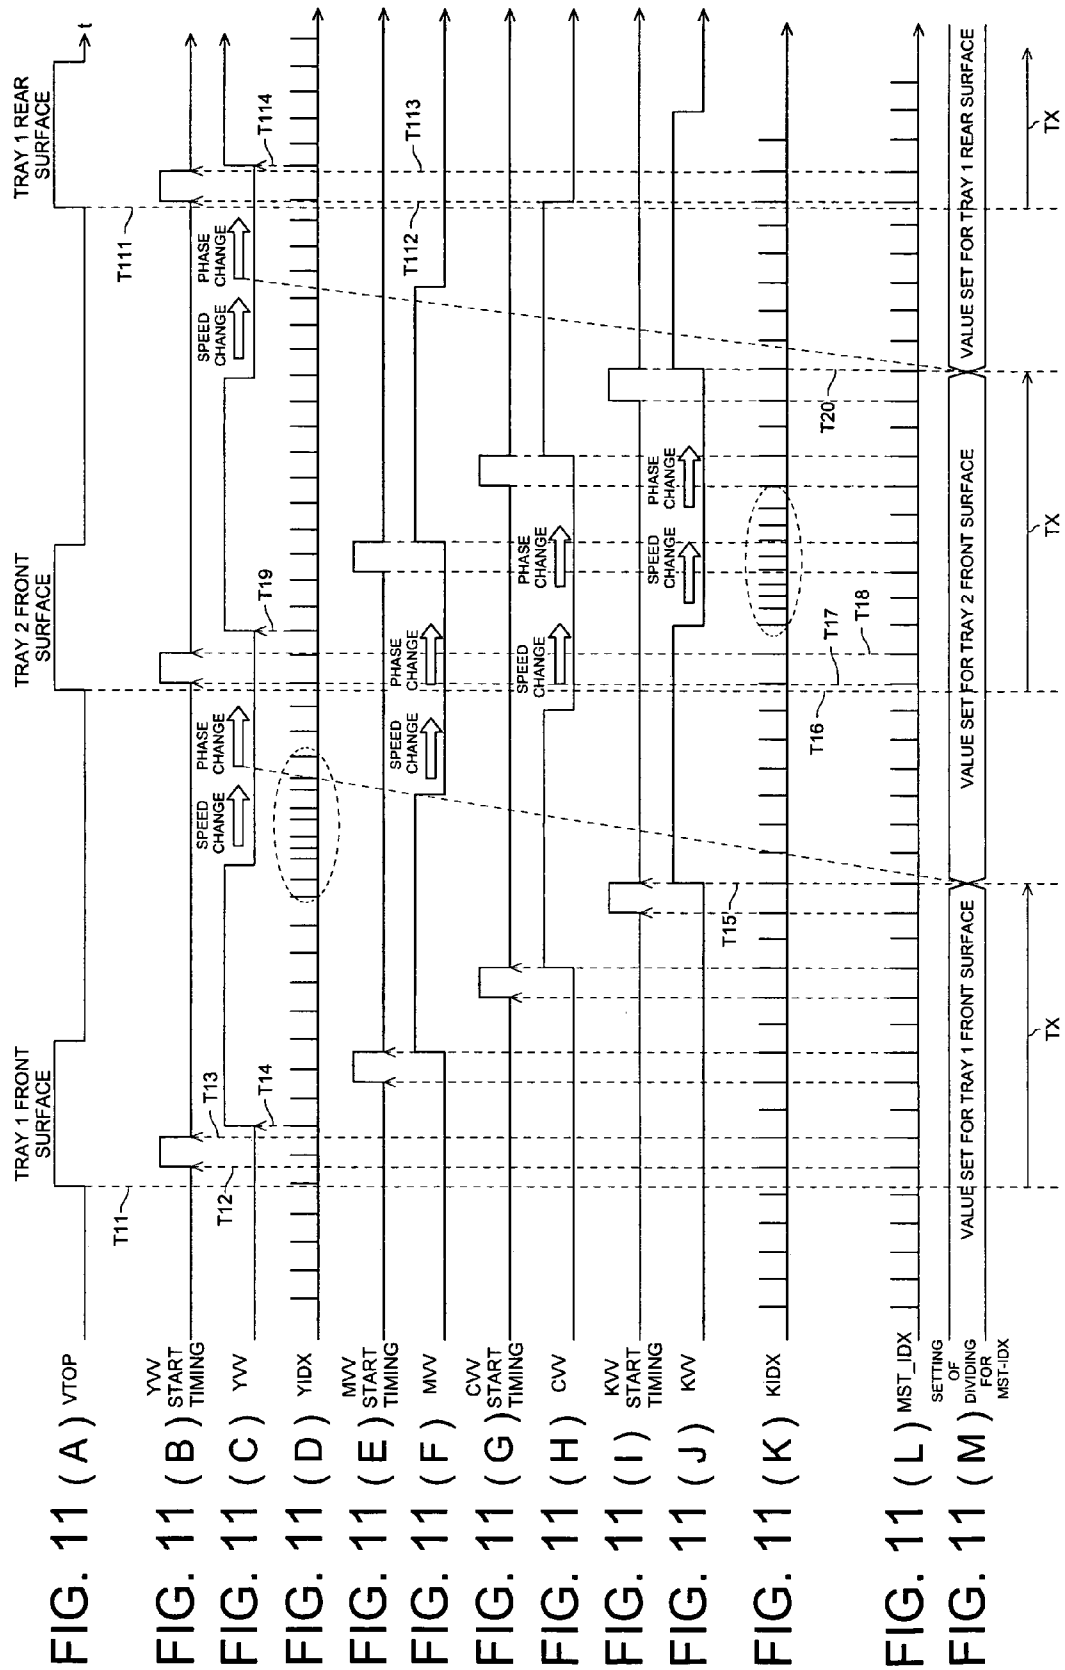 FIG. 11 (A) VTOP
TRAY 1 FRONT
SURFACE
TRAY 2 FRONT
SURFACE
TRAY 1 REAR
SURFACE
t
T11
T111
FIG. 11 (B) YVV
START
TIMING
T12
T13
FIG. 11 (C) YVV
T14
SPEED
CHANGE
PHASE
CHANGE
T19
SPEED
CHANGE
PHASE
CHANGE
T114
FIG. 11 (D) YIDX
FIG. 11 (E) MVV
START
TIMING
FIG. 11 (F) MVV
SPEED
CHANGE
PHASE
CHANGE
T112
T113
FIG. 11 (G) CVV
START
TIMING
FIG. 11 (H) CVV
SPEED
CHANGE
PHASE
CHANGE
FIG. 11 (I) KVV
START
TIMING
FIG. 11 (J) KVV
T15
SPEED
CHANGE
PHASE
CHANGE
FIG. 11 (K) KIDX
T16
T17
T18
T20
FIG. 11 (L) MST_IDX
FIG. 11 (M) SETTING
OF
DIVIDING
FOR
MST-IDX
VALUE SET FOR TRAY 1 FRONT SURFACE
VALUE SET FOR TRAY 2 FRONT SURFACE
VALUE SET FOR TRAY 1 REAR SURFACE
TX
TX
TX